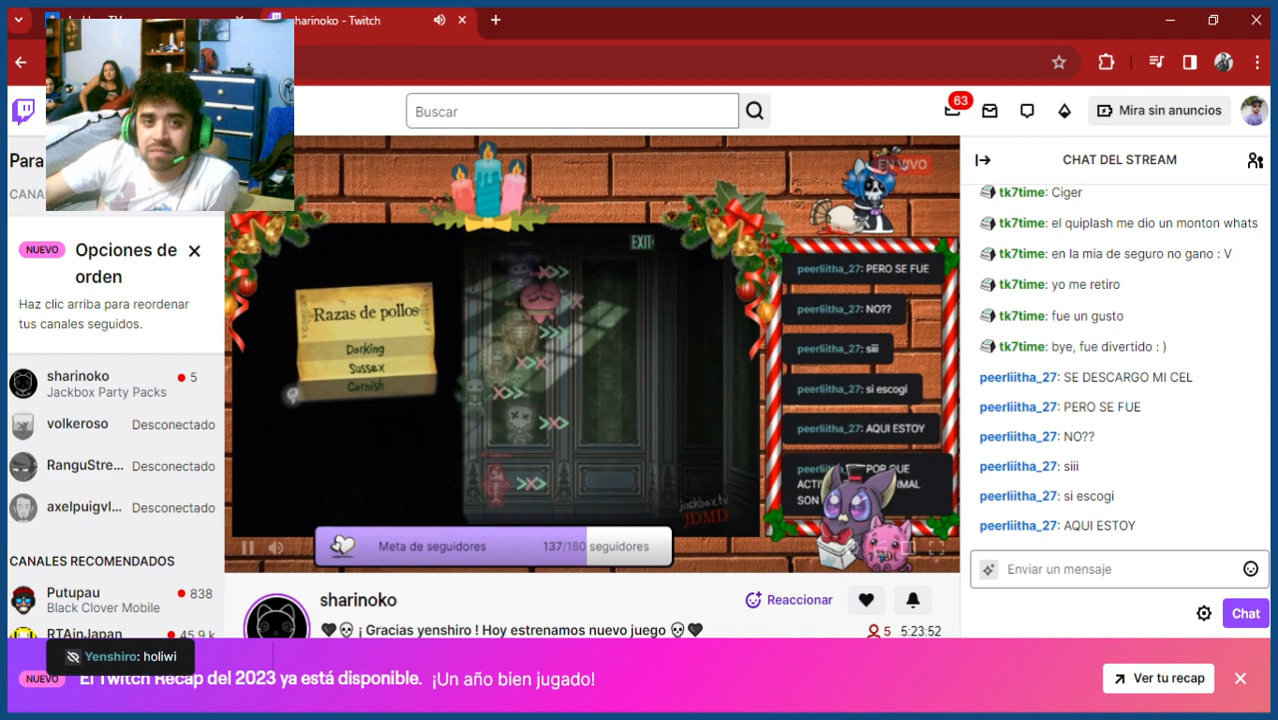 sharinoko - Twitch
Buscar
63
Mira sin anuncios
Para
CANA
NUEVO
Opciones de
orden
Haz clic arriba para reordenar
tus canales seguidos.
sharinoko
5
Jackbox Party Packs
volkeroso
Desconectado
RanguStre...
Desconectado
axelpuigvl...
Desconectado
CANALES RECOMENDADOS
Putupau
838
Black Clover Mobile
RTAinJapan
45,9 k
EN VIVO
EXIT
Razas de pollos
Dorking
Sussex
Cornish
jackbox.tv
JDMD
peerliitha_27: PERO SE FUE
peerliitha_27: NO??
peerliitha_27: siii
peerliitha_27: si escogi
peerliitha_27: AQUI ESTOY
POR QUE
SON
Meta de seguidores
137/180 seguidores
sharinoko
Reaccionar
¡ Gracias yenshiro ! Hoy estrenamos nuevo juego
5
5:23:52
CHAT DEL STREAM
tk7time: Ciger
tk7time: el quiplash me dio un monton whats
tk7time: en la mia de seguro no gano : V
tk7time: yo me retiro
tk7time: fue un gusto
tk7time: bye, fue divertido : )
peerliitha_27: SE DESCARGO MI CEL
peerliitha_27: PERO SE FUE
peerliitha_27: NO??
peerliitha_27: siii
peerliitha_27: si escogi
peerliitha_27: AQUI ESTOY
Enviar un mensaje
Chat
Yenshiro: holiwi
NUEVO
El Twitch Recap del 2023 ya está disponible. ¡Un año bien jugado!
Ver tu recap